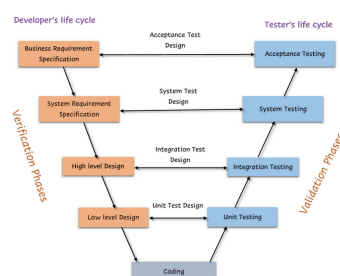 Developer's life cycle
Tester's life cycle
Business Requirement
Specification
Acceptance Test
Design
Acceptance Testing
System Requirement
Specification
System Test
Design
System Testing
High level Design
Integration Test
Design
Integration Testing
Low level Design
Unit Test Design
Unit Testing
Coding
Verification Phases
Validation Phases